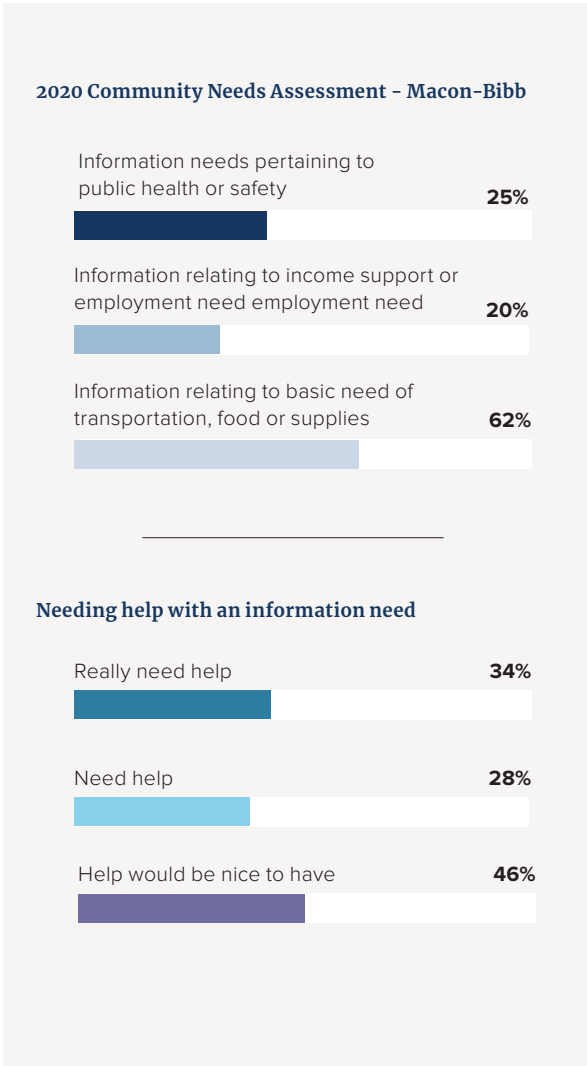 2020 Community Needs Assessment - Macon-Bibb
Information needs pertaining to
public health or safety
25%
Information relating to income support or
employment need employment need
20%
Information relating to basic need of
transportation, food or supplies
62%
Needing help with an information need
Really need help
34%
Need help
28%
Help would be nice to have
46%